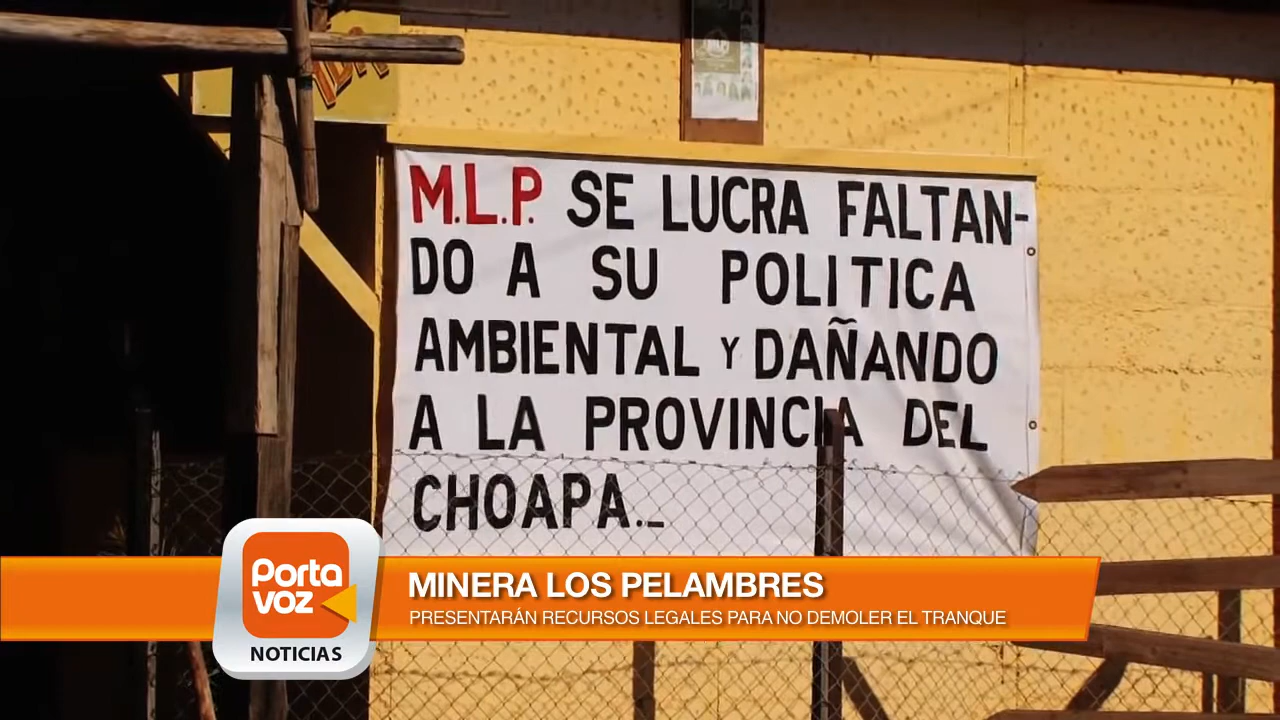 M.L.P. SE LUCRA FALTAN-
DO A SU POLITICA
AMBIENTAL Y DAÑANDO
A LA PROVINCIA DEL
CHOAPA._
Porta
voz
NOTICIAS
MINERA LOS PELAMBRES
PRESENTARÁN RECURSOS LEGALES PARA NO DEMOLER EL TRANQUE